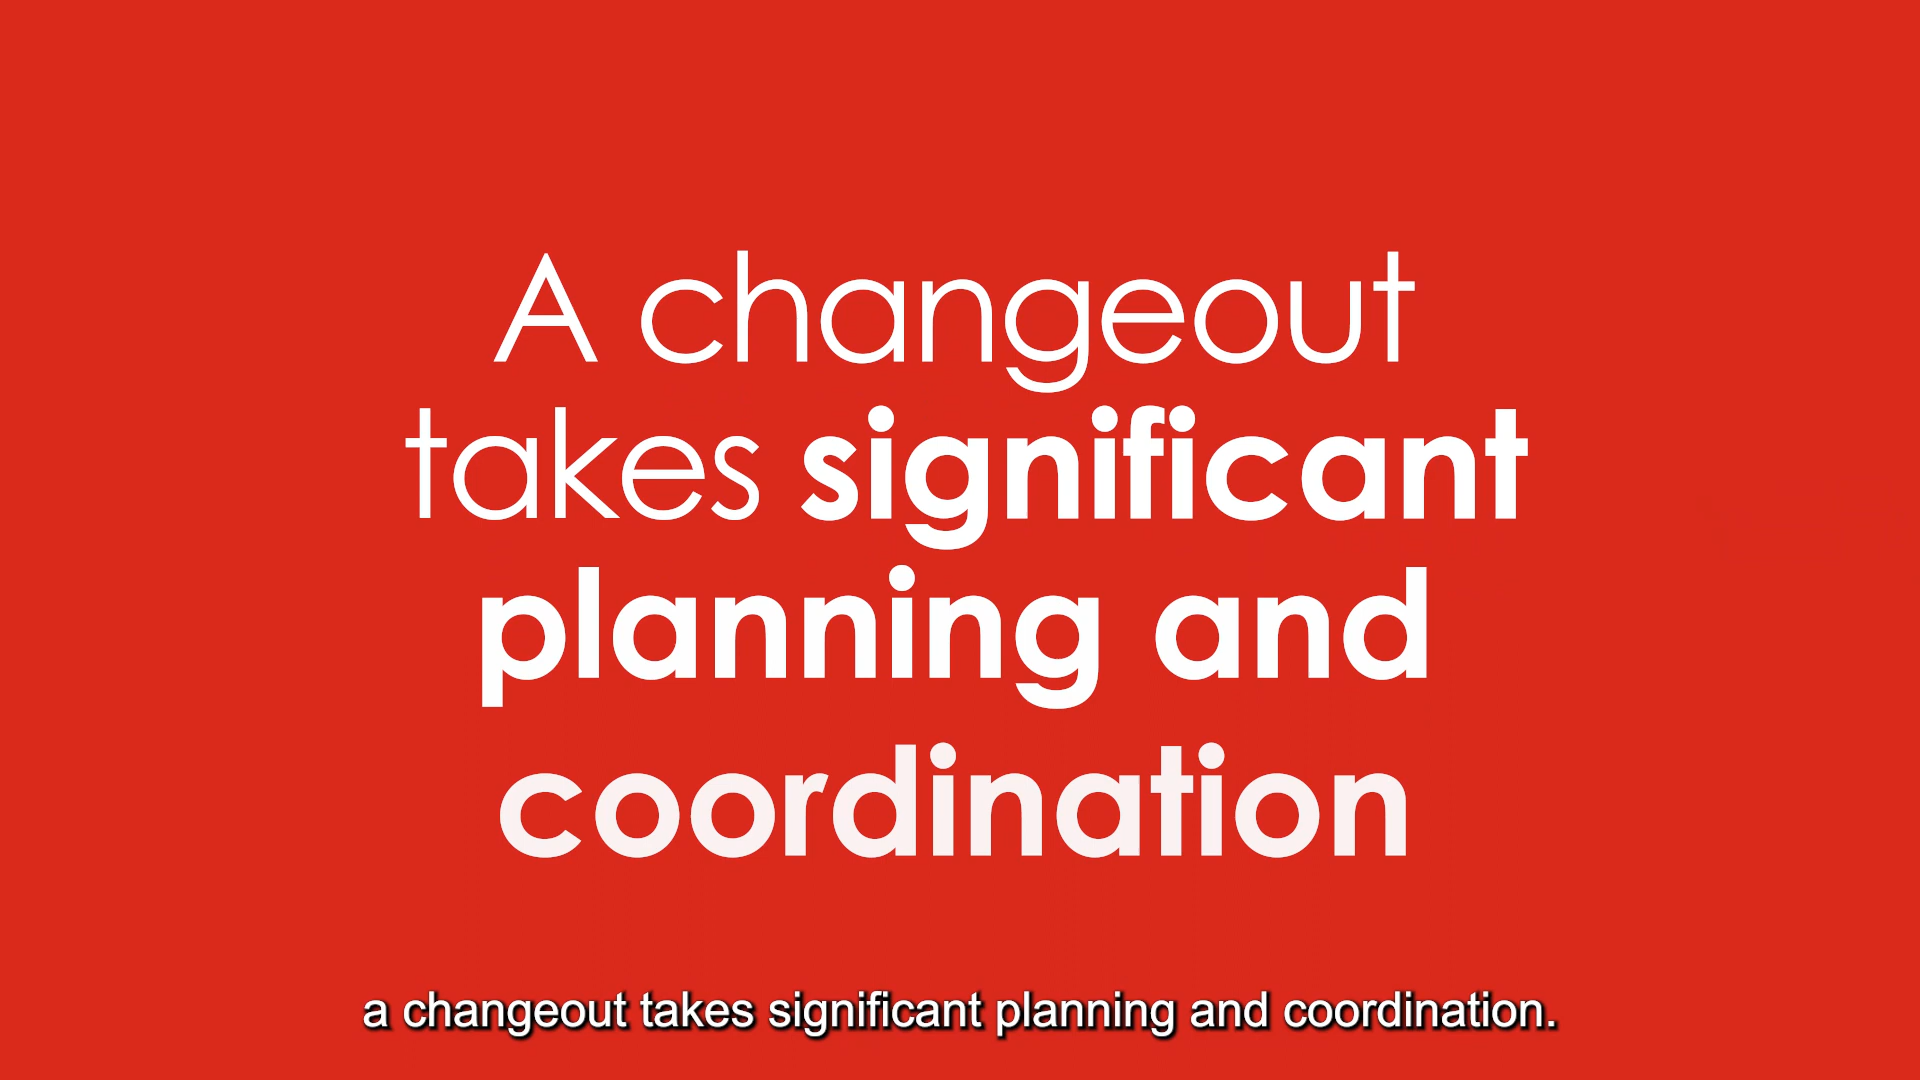 A changeout
takes significant
planning and
coordination
a changeout takes significant planning and coordination.